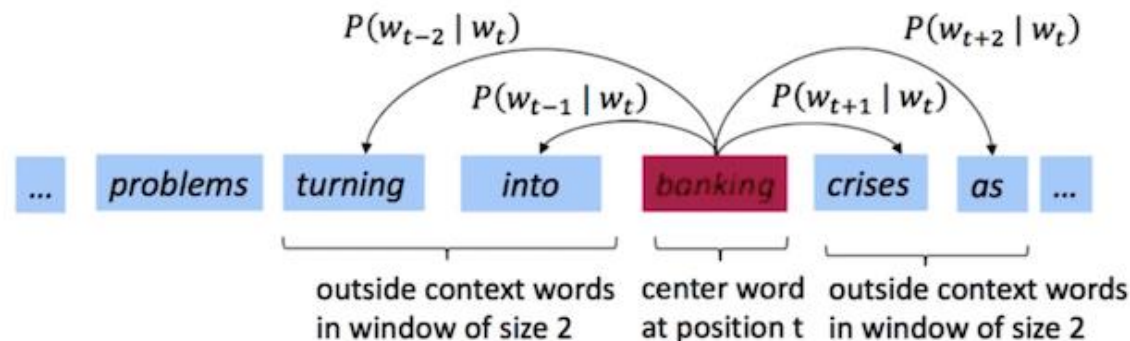 P(w_{t−2} | w_t) P(w_{t+2} | w_t)
P(w_{t−1} | w_t) P(w_{t+1} | w_t)
... problems turning into banking crises as ...
outside context words center word outside context words
in window of size 2 at position t in window of size 2